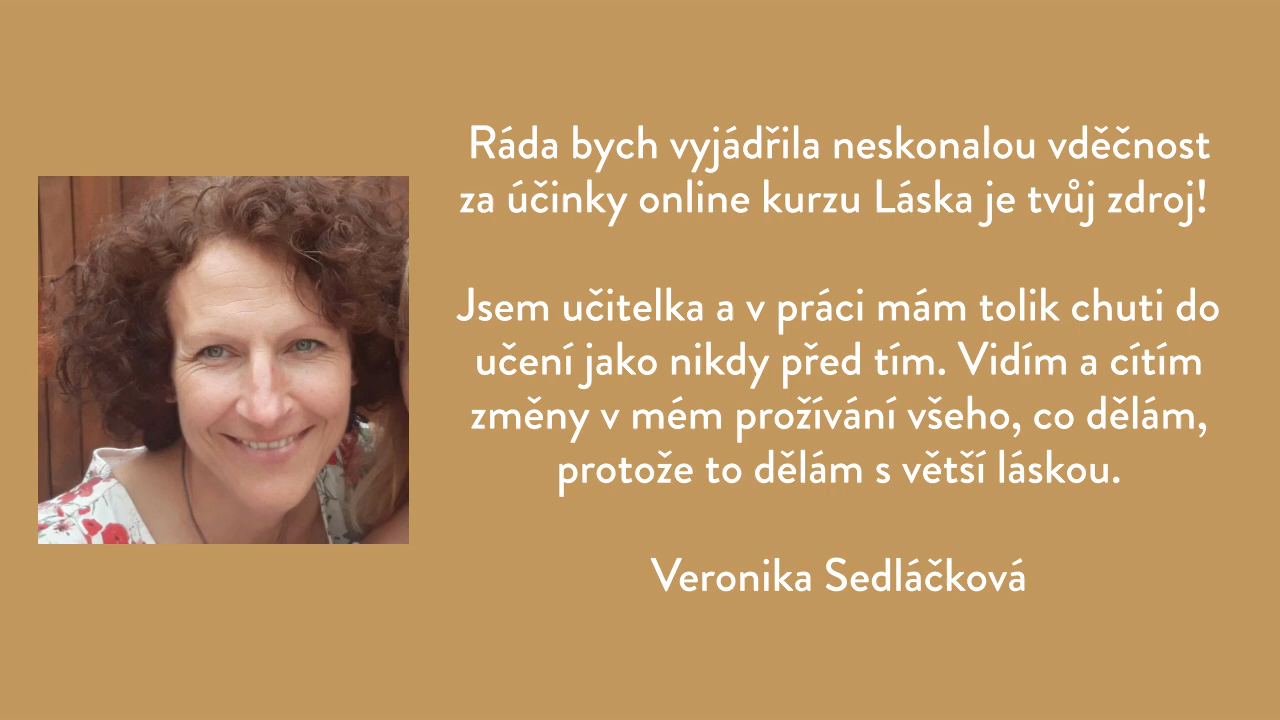 Ráda bych vyjádřila neskonalou vděčnost
za účinky online kurzu Láska je tvůj zdroj!
Jsem učitelka a v práci mám tolik chuti do
učení jako nikdy před tím. Vidím a cítím
změny v mém prožívání všeho, co dělám,
protože to dělám s větší láskou.
Veronika Sedláčková